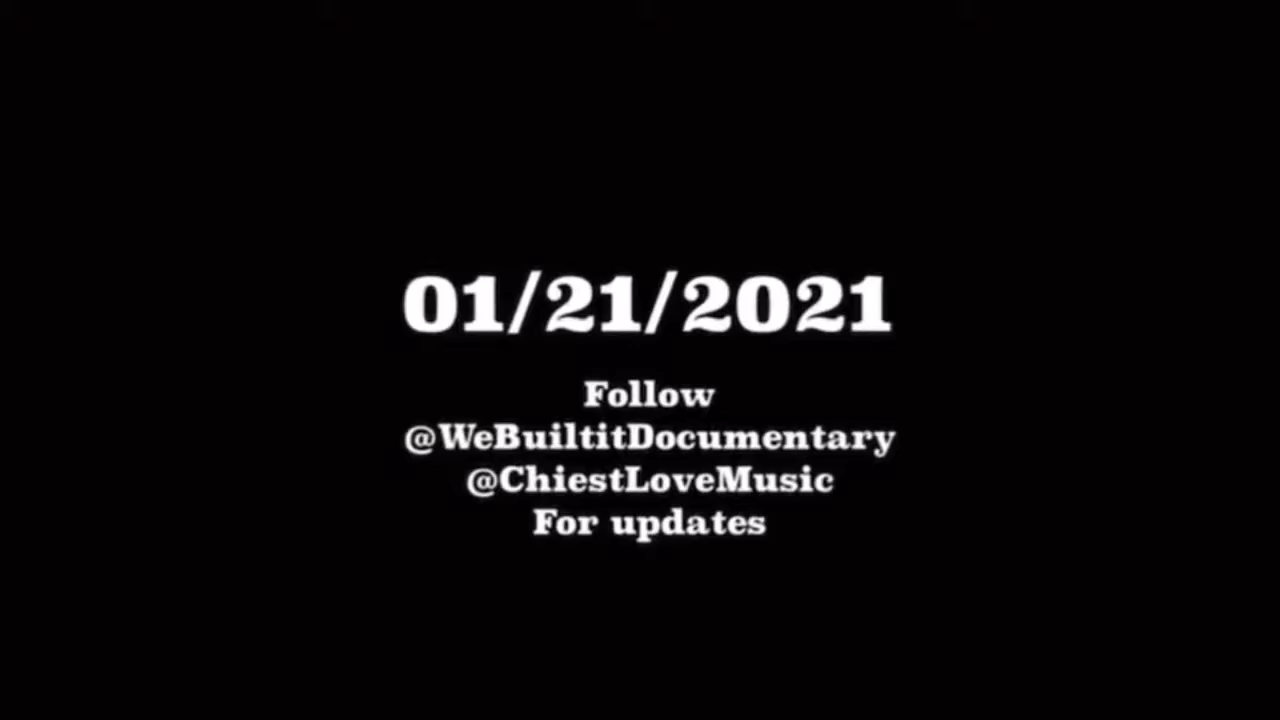 01/21/2021
Follow
@WeBuiltitDocumentary
@ChiestLoveMusic
For updates